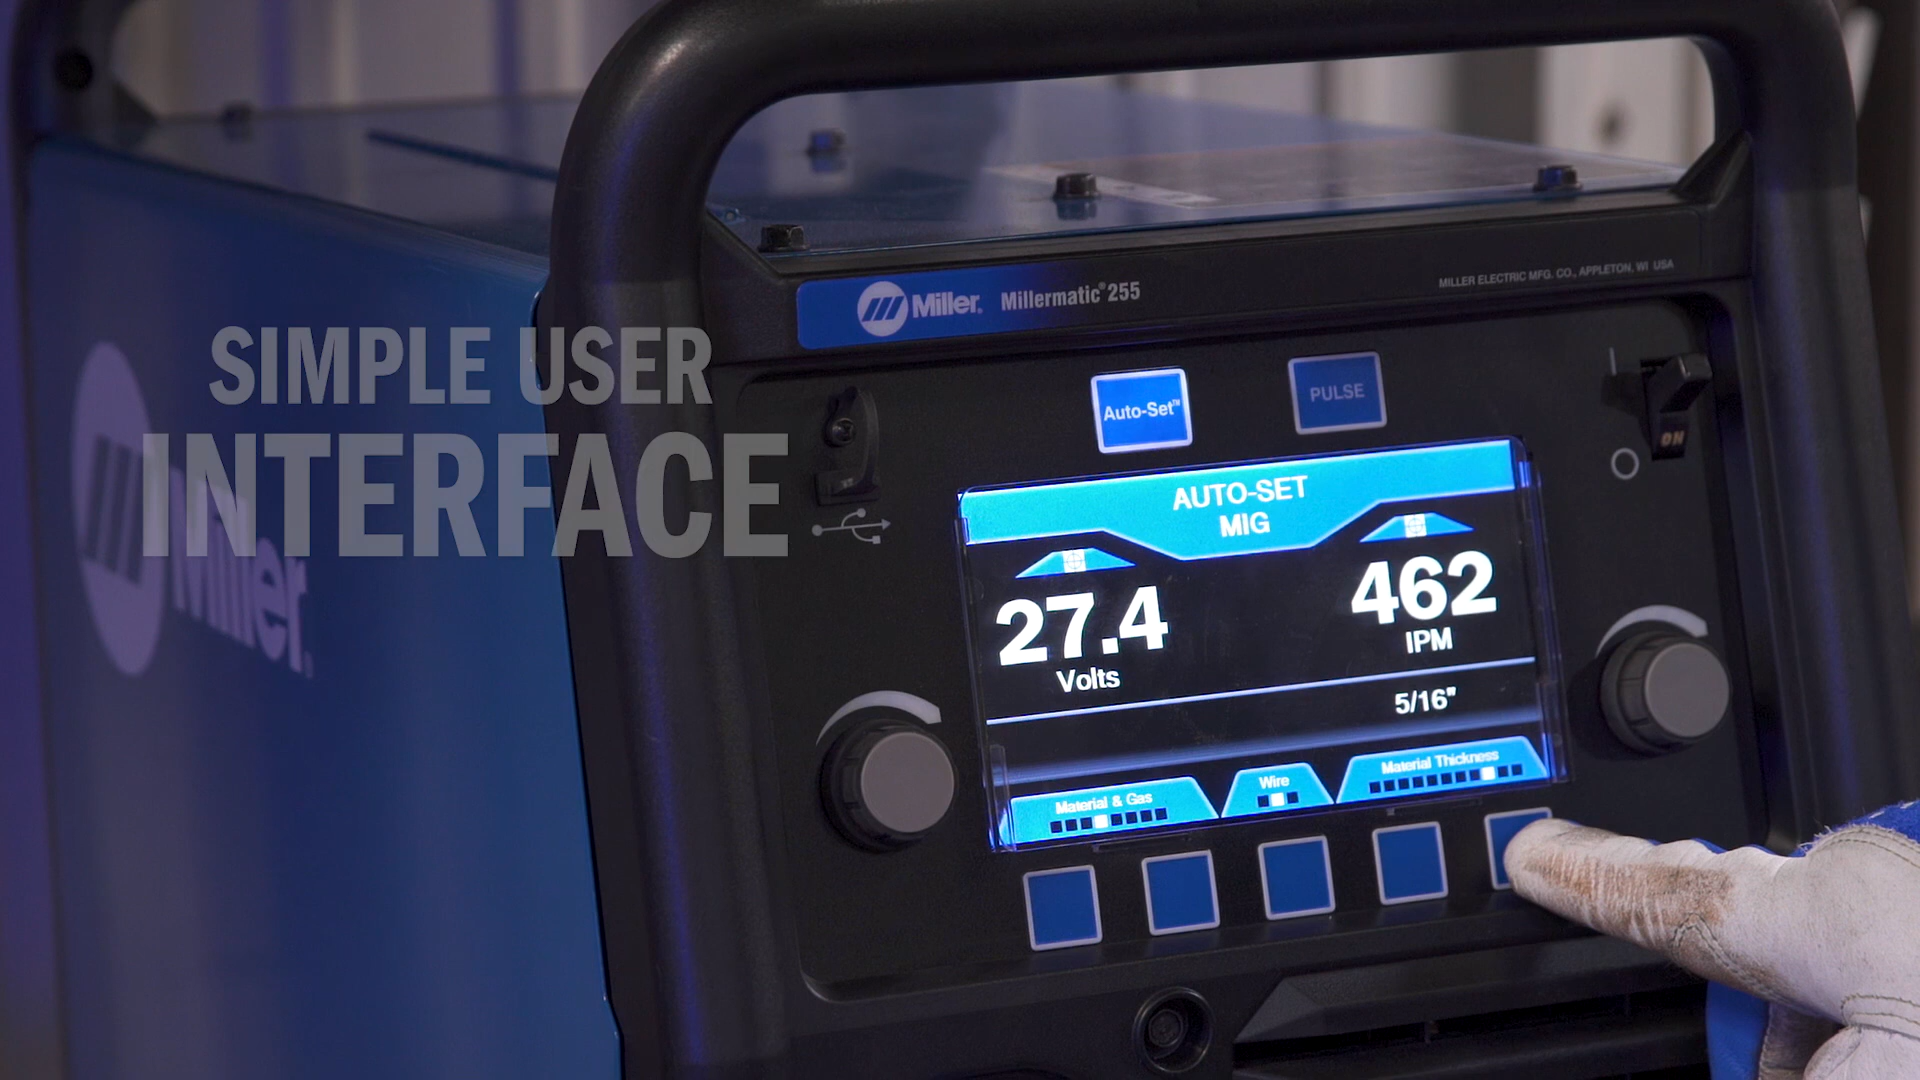 SIMPLE USER
INTERFACE
Miller®
Miller® Millermatic® 255
MILLER ELECTRIC MFG. CO., APPLETON, WI USA
Auto-Set™
PULSE
ON
AUTO-SET
MIG
27.4
Volts
462
IPM
5/16"
Material & Gas
Wire
Material Thickness